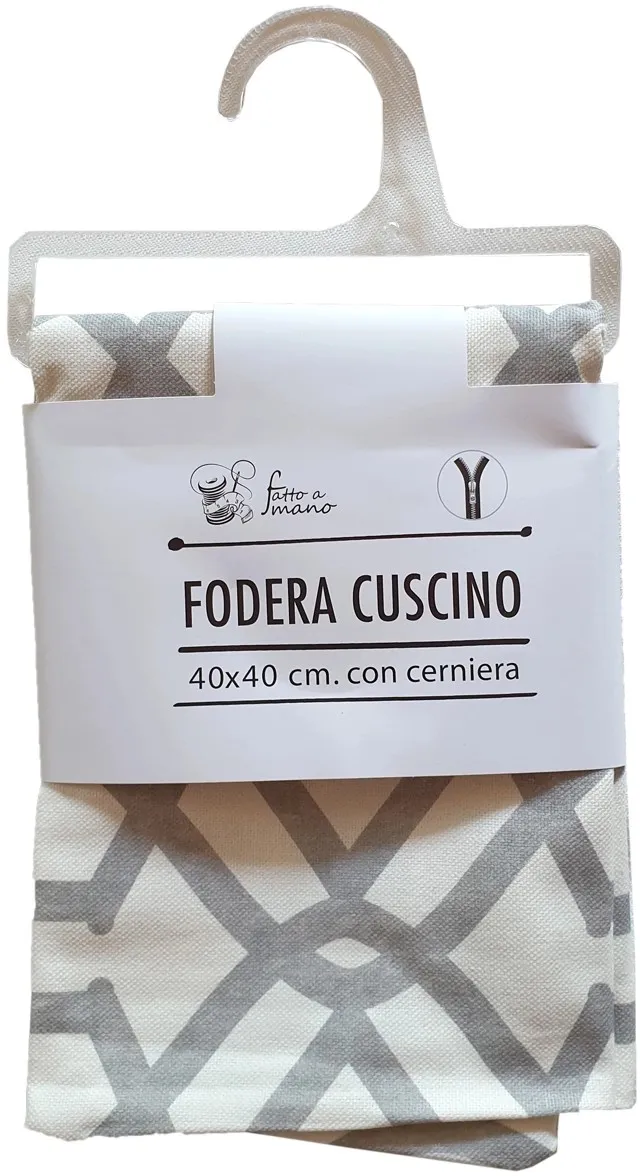 fatto a
mano
FODERA CUSCINO
40x40 cm. con cerniera